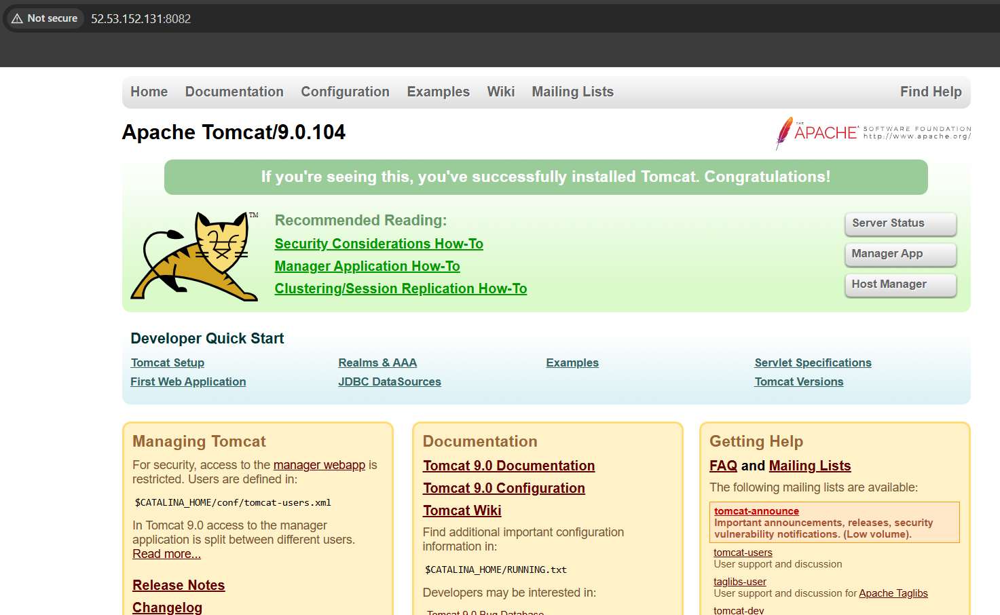 Not secure 52.53.152.131:8082
Home Documentation Configuration Examples Wiki Mailing Lists Find Help
Apache Tomcat/9.0.104
THE APACHE SOFTWARE FOUNDATION
http://www.apache.org/
If you're seeing this, you've successfully installed Tomcat. Congratulations!
TM
Recommended Reading:
Security Considerations How-To
Manager Application How-To
Clustering/Session Replication How-To
Server Status
Manager App
Host Manager
Developer Quick Start
Tomcat Setup
First Web Application
Realms & AAA
JDBC DataSources
Examples
Servlet Specifications
Tomcat Versions
Managing Tomcat
For security, access to the manager webapp is
restricted. Users are defined in:
$CATALINA_HOME/conf/tomcat-users.xml
In Tomcat 9.0 access to the manager
application is split between different users.
Read more...
Release Notes
Changelog
Documentation
Tomcat 9.0 Documentation
Tomcat 9.0 Configuration
Tomcat Wiki
Find additional important configuration
information in:
$CATALINA_HOME/RUNNING.txt
Developers may be interested in:
Tomcat 9.0 Bug Database
Getting Help
FAQ and Mailing Lists
The following mailing lists are available:
tomcat-announce
Important announcements, releases, security
vulnerability notifications. (Low volume).
tomcat-users
User support and discussion
taglibs-user
User support and discussion for Apache Taglibs
tomcat-dev